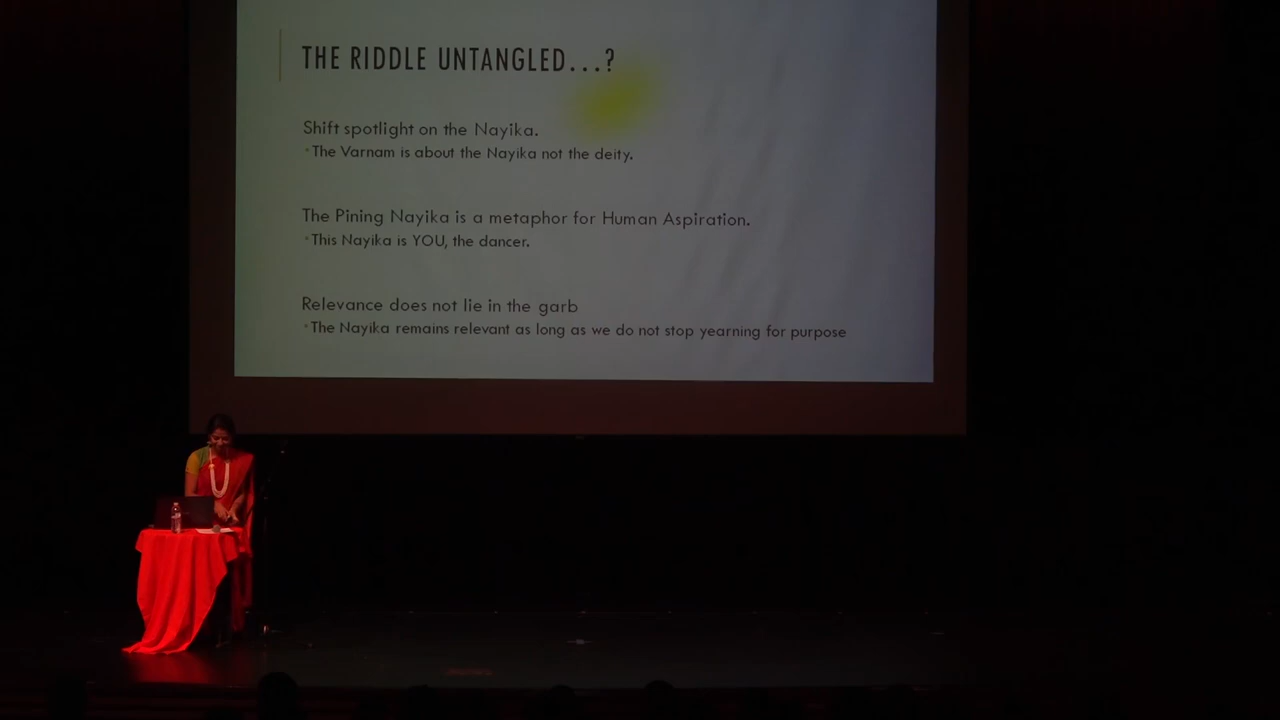 THE RIDDLE UNTANGLED...?
Shift spotlight on the Nayika.
• The Varnam is about the Nayika not the deity.
The Pining Nayika is a metaphor for Human Aspiration.
• This Nayika is YOU, the dancer.
Relevance does not lie in the garb
• The Nayika remains relevant as long as we do not stop yearning for purpose